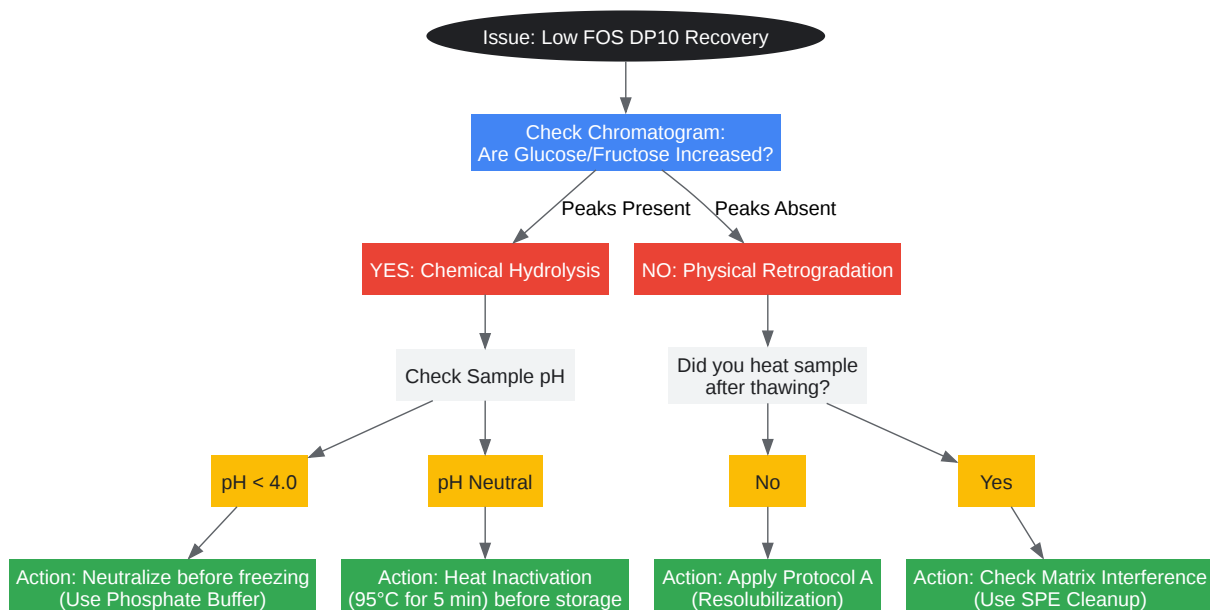 Issue: Low FOS DP10 Recovery
Check Chromatogram:
Are Glucose/Fructose Increased?
Peaks Present
Peaks Absent
YES: Chemical Hydrolysis
NO: Physical Retrogradation
Check Sample pH
Did you heat sample
after thawing?
pH < 4.0
pH Neutral
No
Yes
Action: Neutralize before freezing
(Use Phosphate Buffer)
Action: Heat Inactivation
(95°C for 5 min) before storage
Action: Apply Protocol A
(Resolubilization)
Action: Check Matrix Interference
(Use SPE Cleanup)